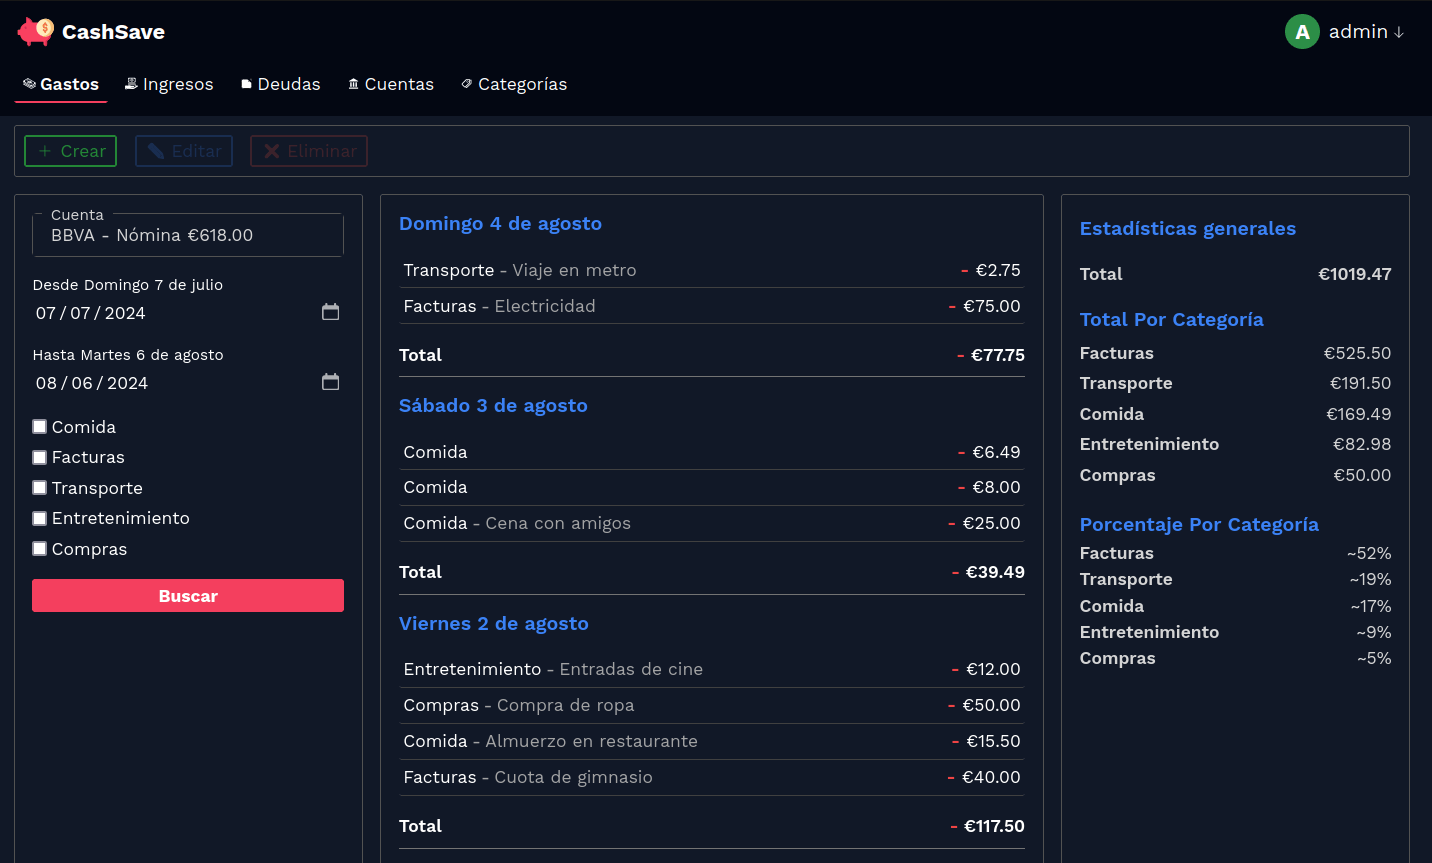 CashSave
A admin ↓
Gastos Ingresos Deudas Cuentas Categorías
+ Crear Editar Eliminar
Cuenta
BBVA - Nómina €618.00
Desde Domingo 7 de julio
07/07/2024
Hasta Martes 6 de agosto
08/06/2024
Comida
Facturas
Transporte
Entretenimiento
Compras
Buscar
Domingo 4 de agosto
Transporte - Viaje en metro - €2.75
Facturas - Electricidad - €75.00
Total - €77.75
Sábado 3 de agosto
Comida - €6.49
Comida - €8.00
Comida - Cena con amigos - €25.00
Total - €39.49
Viernes 2 de agosto
Entretenimiento - Entradas de cine - €12.00
Compras - Compra de ropa - €50.00
Comida - Almuerzo en restaurante - €15.50
Facturas - Cuota de gimnasio - €40.00
Total - €117.50
Estadísticas generales
Total €1019.47
Total Por Categoría
Facturas €525.50
Transporte €191.50
Comida €169.49
Entretenimiento €82.98
Compras €50.00
Porcentaje Por Categoría
Facturas ~52%
Transporte ~19%
Comida ~17%
Entretenimiento ~9%
Compras ~5%